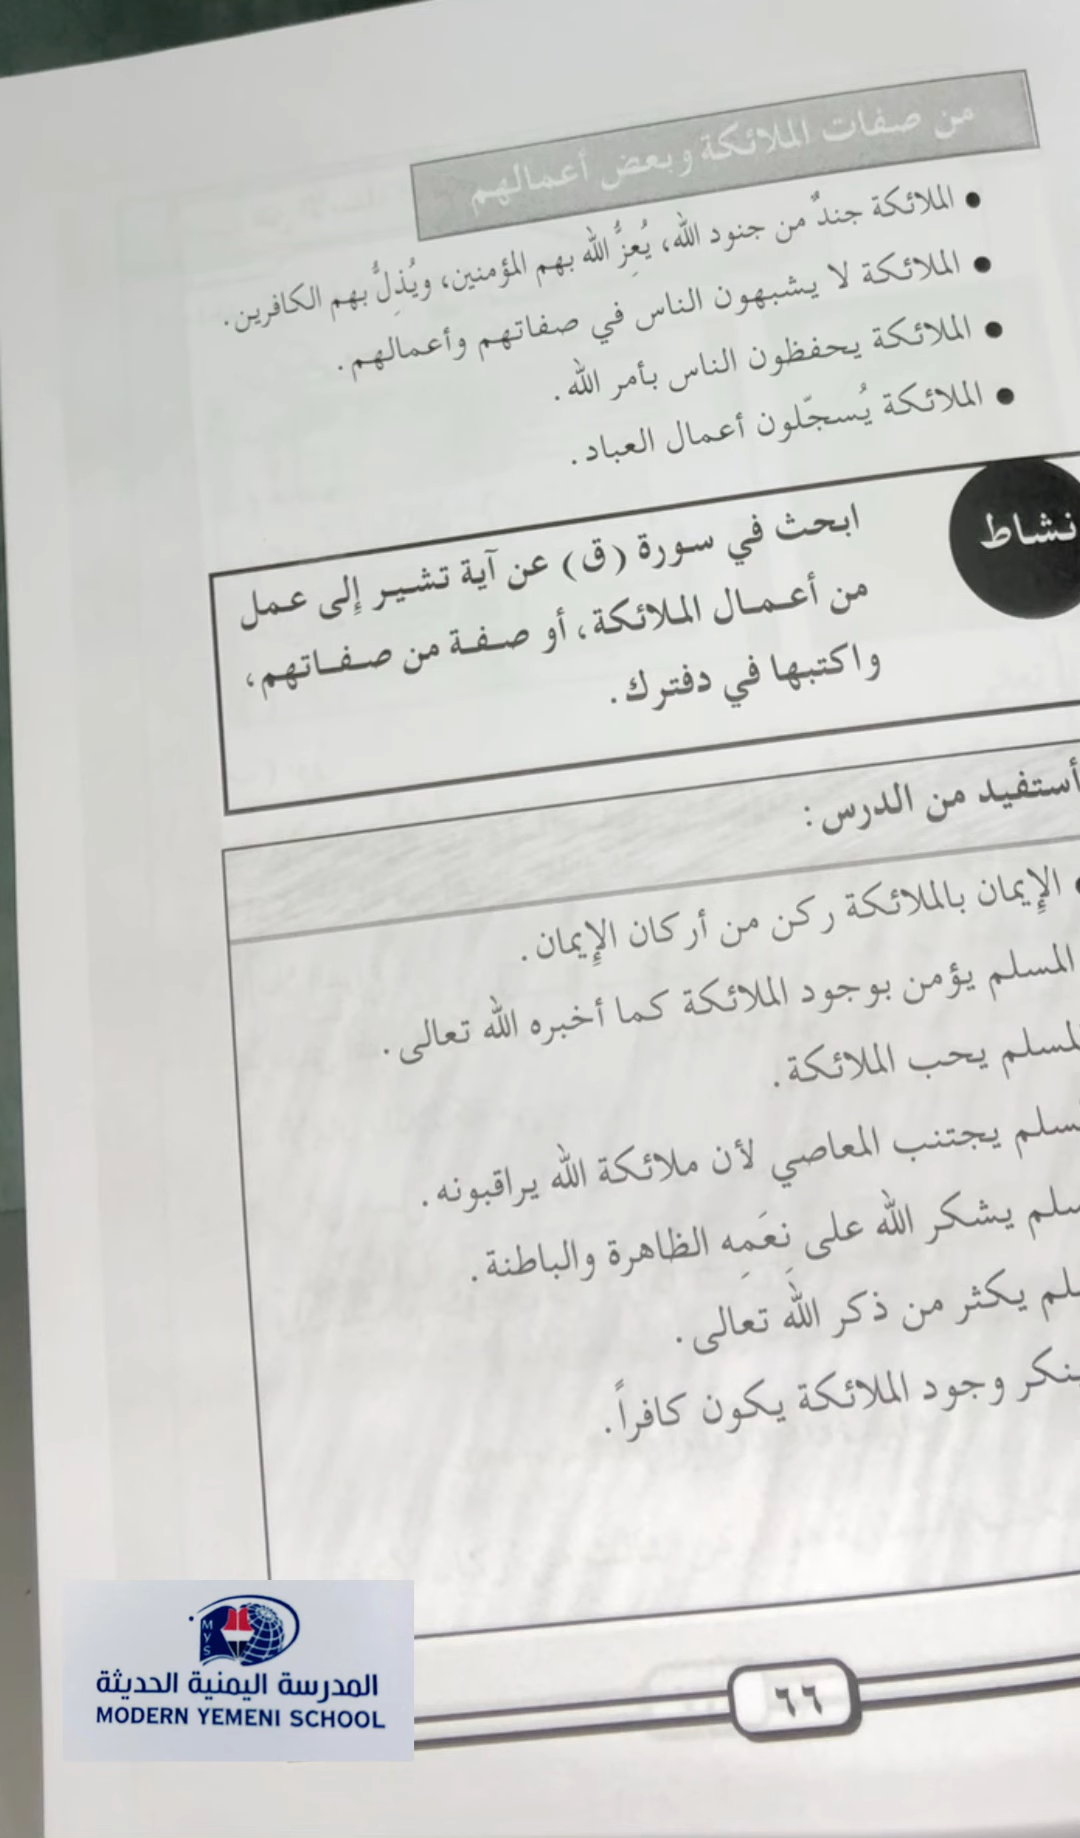 من صفات الملائكة وبعض أعمالهم
• الملائكة جندٌ من جنود الله، يُعِزُّ الله بهم المؤمنين، ويُذِلُّ بهم الكافرين.
• الملائكة لا يشبهون الناس في صفاتهم وأعمالهم.
• الملائكة يحفظون الناس بأمر الله.
• الملائكة يُسجّلون أعمال العباد.
نشاط
ابحث في سورة (ق) عن آية تشير إلى عمل
من أعمال الملائكة، أو صفة من صفاتهم،
واكتبها في دفترك.
أستفيد من الدرس:
• الإيمان بالملائكة ركن من أركان الإيمان.
المسلم يؤمن بوجود الملائكة كما أخبره الله تعالى.
لمسلم يحب الملائكة.
سلم يجتنب المعاصي لأن ملائكة الله يراقبونه.
سلم يشكر الله على نِعَمِه الظاهرة والباطنة.
لم يكثر من ذكر الله تعالى.
نكر وجود الملائكة يكون كافراً.
٦٦
MYS
المدرسة اليمنية الحديثة
MODERN YEMENI SCHOOL